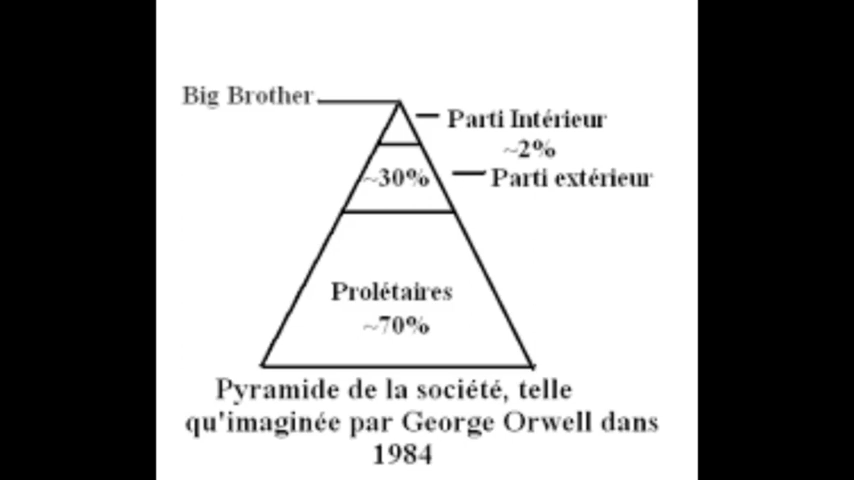 Big Brother
Parti Intérieur
~2%
~30%
Parti extérieur
Prolétaires
~70%
Pyramide de la société, telle
qu'imaginée par George Orwell dans
1984